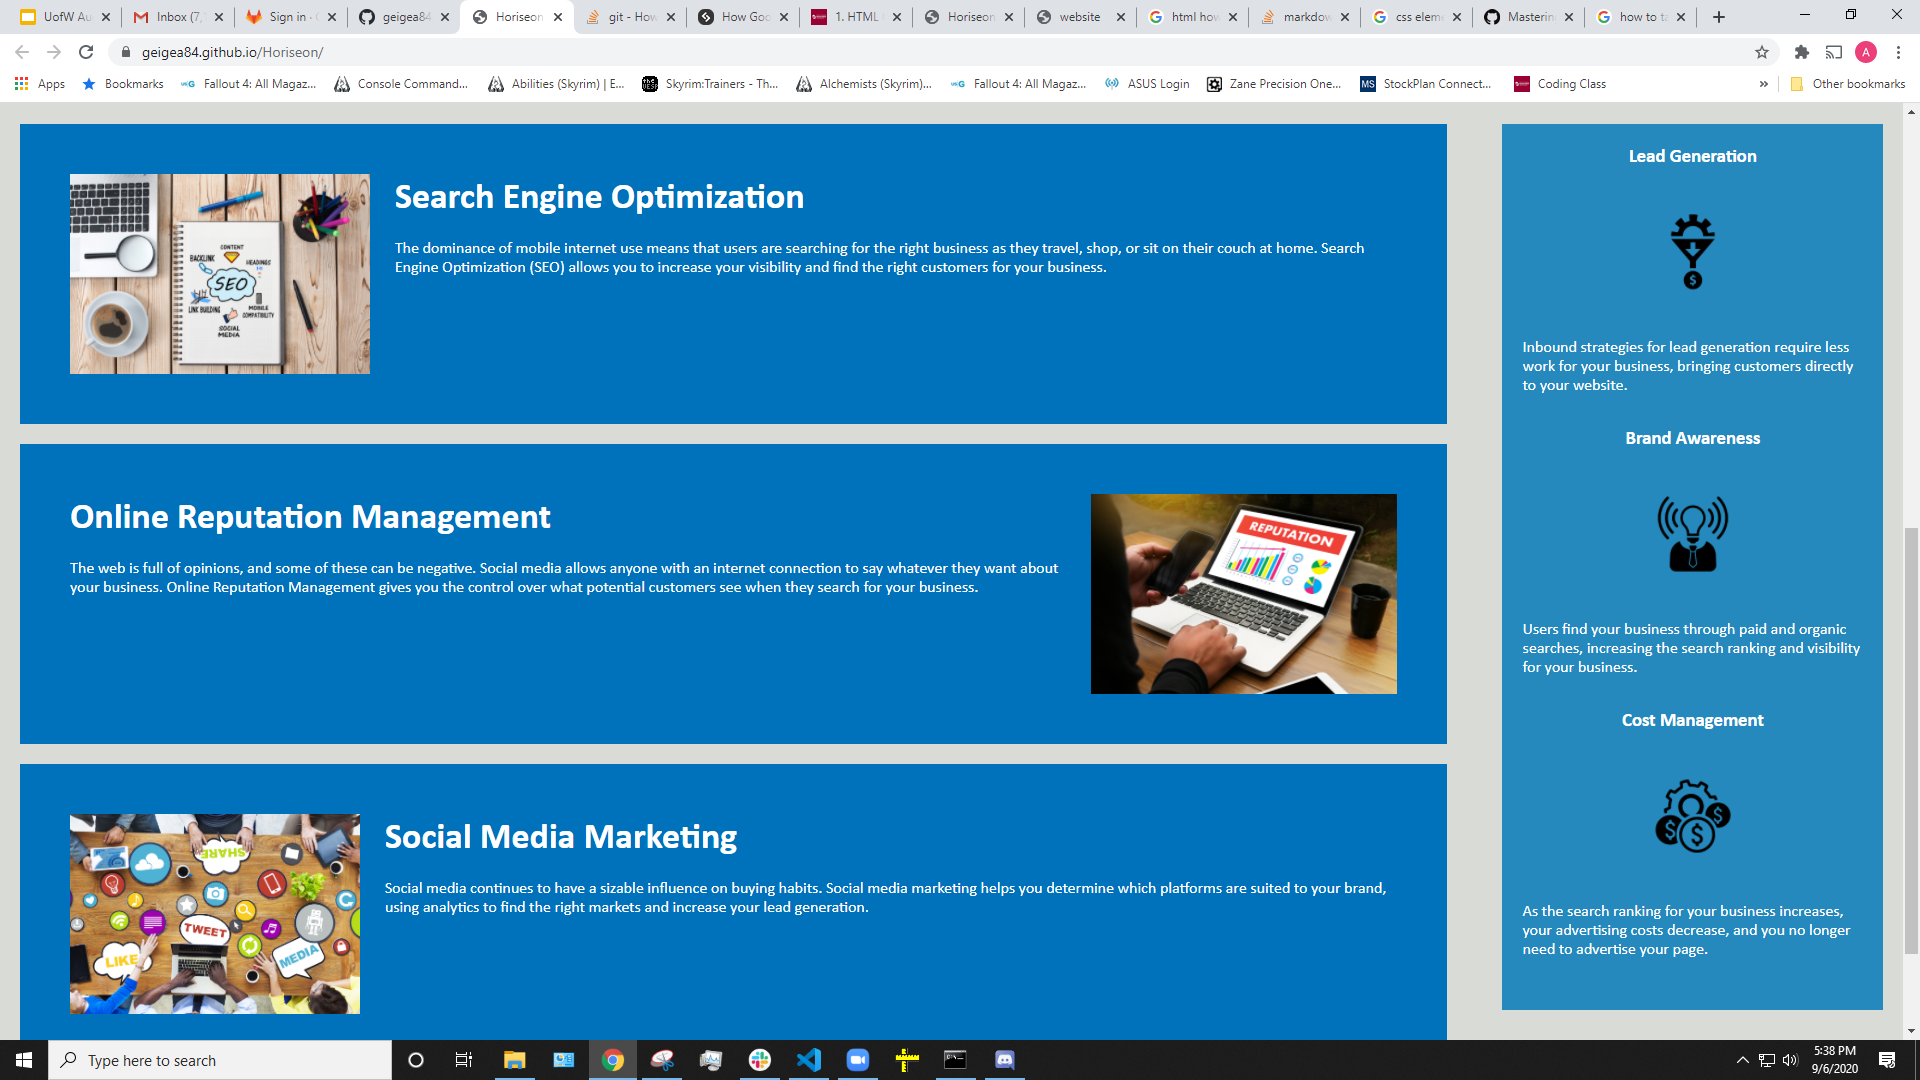 UofW Au
Inbox (7,
Sign in ·
geigea84
Horiseon
git - How
How Goo
1. HTML
Horiseon
website
html how
markdow
css eleme
Masterin
how to ta
geigea84.github.io/Horiseon/
A
Apps
Bookmarks
Fallout 4: All Magaz...
Console Command...
Abilities (Skyrim) | E...
Skyrim:Trainers - Th...
Alchemists (Skyrim)...
Fallout 4: All Magaz...
ASUS Login
Zane Precision One...
MS
StockPlan Connect...
Coding Class
»
Other bookmarks
CONTENT
BACKLINK
HEADINGS
SEO
LINK BUILDING
MOBILE
COMPATIBILITY
SOCIAL
MEDIA
Search Engine Optimization
The dominance of mobile internet use means that users are searching for the right business as they travel, shop, or sit on their couch at home. Search
Engine Optimization (SEO) allows you to increase your visibility and find the right customers for your business.
Online Reputation Management
The web is full of opinions, and some of these can be negative. Social media allows anyone with an internet connection to say whatever they want about
your business. Online Reputation Management gives you the control over what potential customers see when they search for your business.
REPUTATION
SHARE
TWEET
LIKE
MEDIA
Social Media Marketing
Social media continues to have a sizable influence on buying habits. Social media marketing helps you determine which platforms are suited to your brand,
using analytics to find the right markets and increase your lead generation.
Lead Generation
$
Inbound strategies for lead generation require less
work for your business, bringing customers directly
to your website.
Brand Awareness
Users find your business through paid and organic
searches, increasing the search ranking and visibility
for your business.
Cost Management
$ $ $
As the search ranking for your business increases,
your advertising costs decrease, and you no longer
need to advertise your page.
Type here to search
5:38 PM
9/6/2020